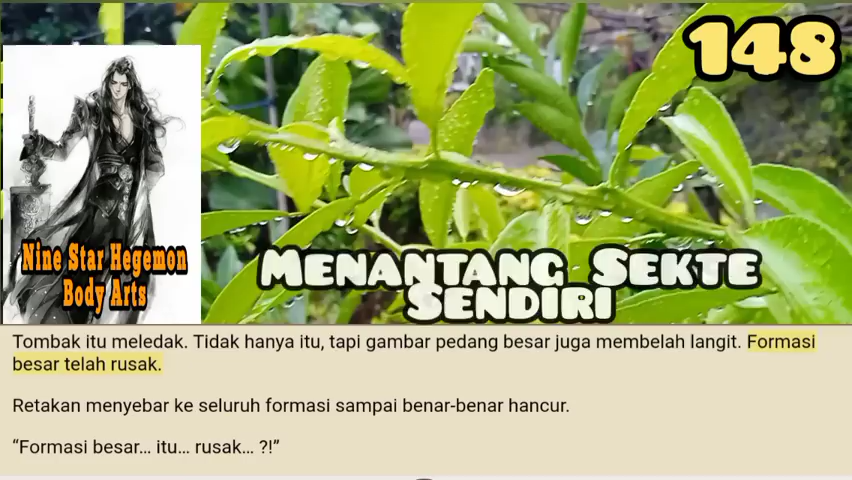 148
Nine Star Hegemon
Body Arts
MENANTANG SEKTE
SENDIRI
Tombak itu meledak. Tidak hanya itu, tapi gambar pedang besar juga membelah langit. Formasi
besar telah rusak.
Retakan menyebar ke seluruh formasi sampai benar-benar hancur.
“Formasi besar... itu... rusak... ?!”